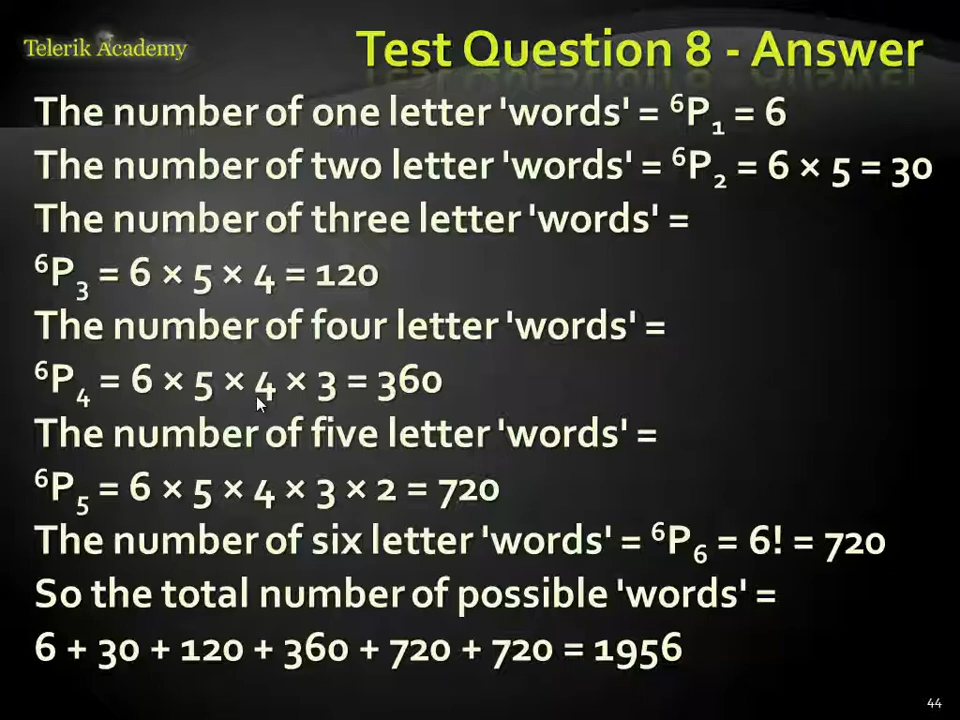 Telerik Academy
Test Question 8 - Answer
The number of one letter 'words' = ⁶P₁ = 6
The number of two letter 'words' = ⁶P₂ = 6 × 5 = 30
The number of three letter 'words' =
⁶P₃ = 6 × 5 × 4 = 120
The number of four letter 'words' =
⁶P₄ = 6 × 5 × 4 × 3 = 360
The number of five letter 'words' =
⁶P₅ = 6 × 5 × 4 × 3 × 2 = 720
The number of six letter 'words' = ⁶P₆ = 6! = 720
So the total number of possible 'words' =
6 + 30 + 120 + 360 + 720 + 720 = 1956
44